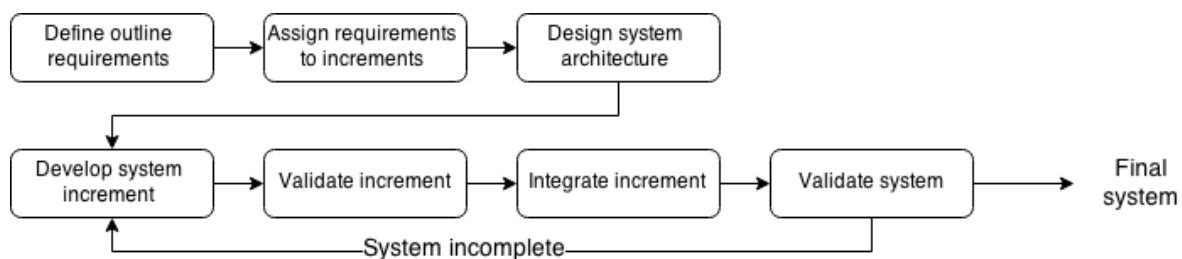 Define outline
requirements
Assign requirements
to increments
Design system
architecture
Develop system
increment
Validate increment
Integrate increment
Validate system
Final
system
System incomplete